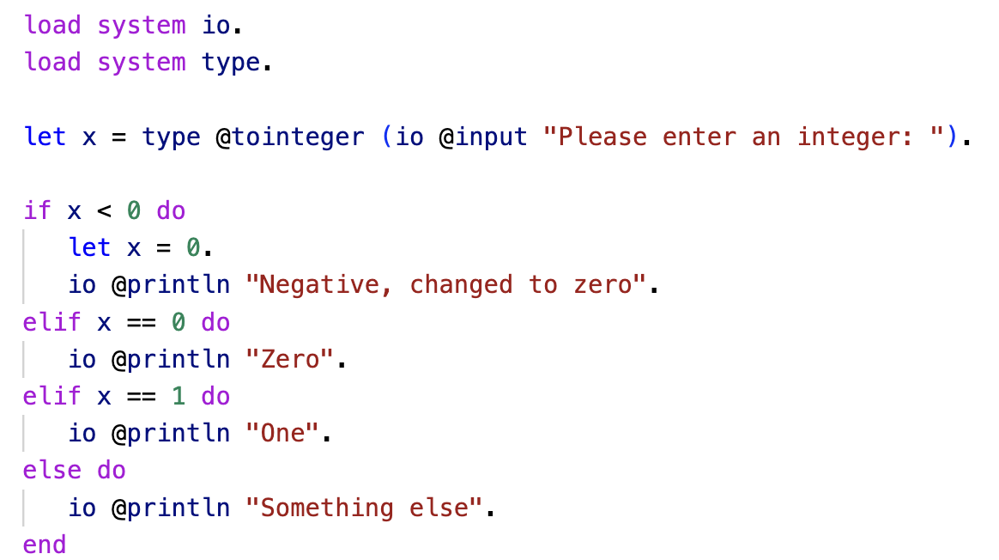 load system io.
load system type.
let x = type @tointeger (io @input "Please enter an integer: ").
if x < 0 do
let x = 0.
io @println "Negative, changed to zero".
elif x == 0 do
io @println "Zero".
elif x == 1 do
io @println "One".
else do
io @println "Something else".
end